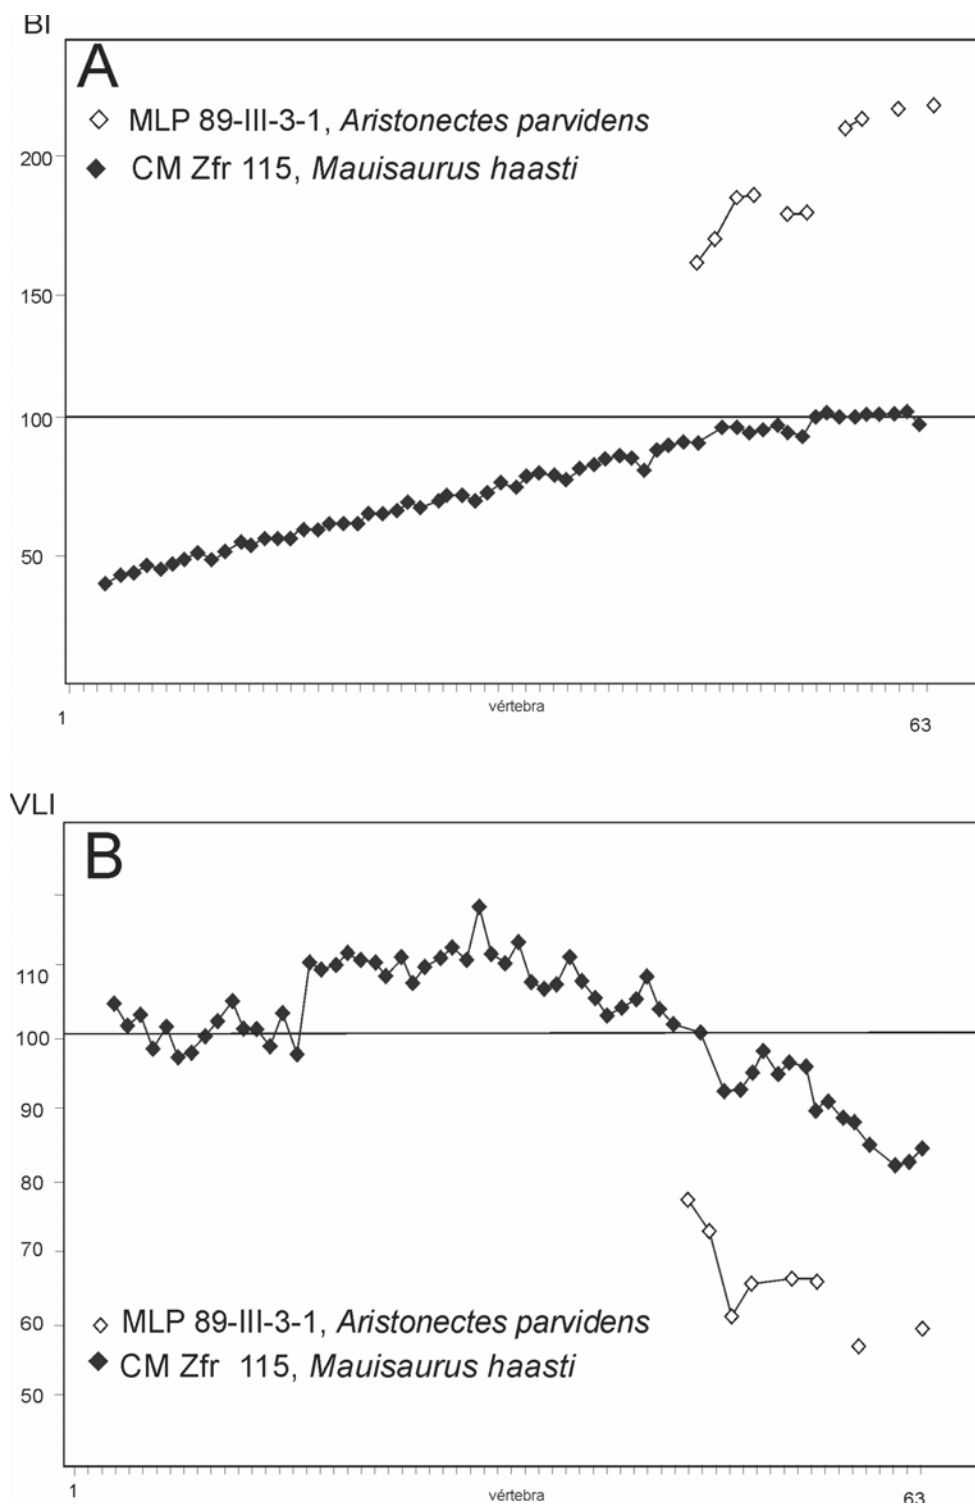 BI
A
MLP 89-III-3-1, Aristonectes parvidens
CM Zfr 115, Mauisaurus haasti
200
150
100
50
1
vértebra
63
VLI
B
110
100
90
80
70
60
50
MLP 89-III-3-1, Aristonectes parvidens
CM Zfr 115, Mauisaurus haasti
1
vértebra
63